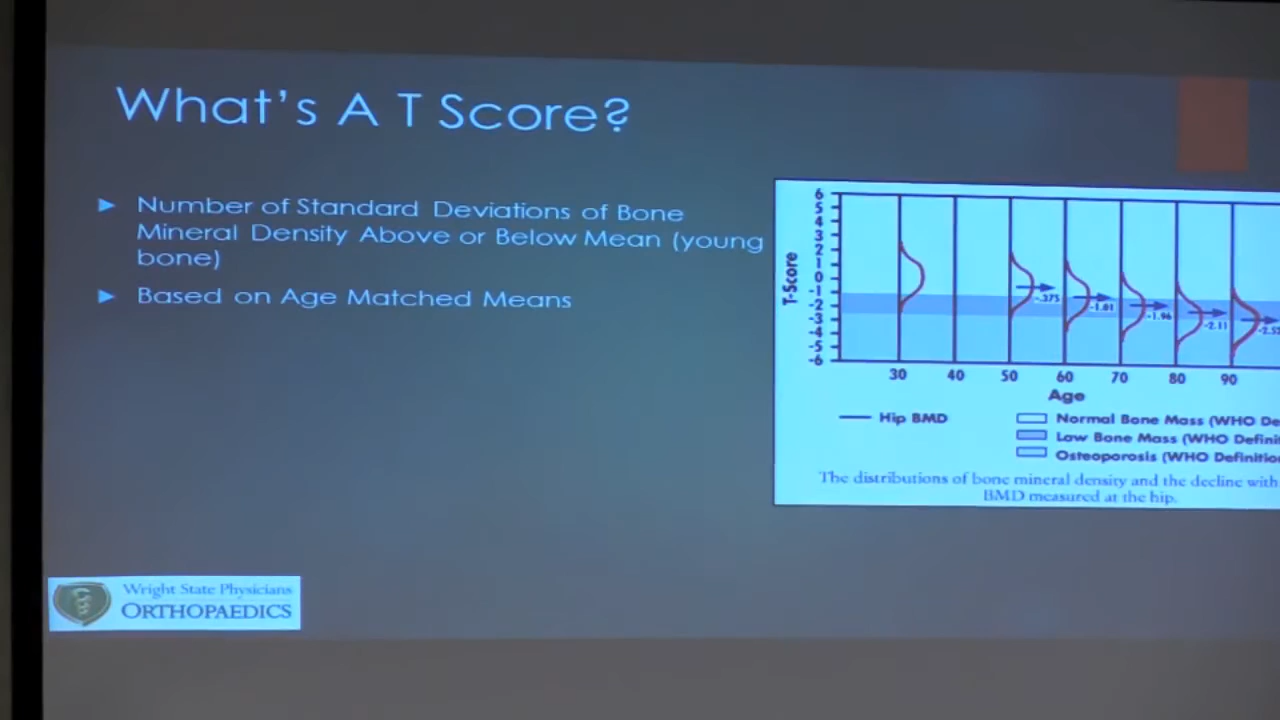 What's A T Score?
Number of Standard Deviations of Bone
Mineral Density Above or Below Mean (young
bone)
Based on Age Matched Means
6
5
4
3
2
1
0
-1
-2
-3
-4
-5
-6
T-Score
-.375
-1.01
-1.96
-2.11
30 40 50 60 70 80 90
Age
Hip BMD
Normal Bone Mass (WHO De
Low Bone Mass (WHO Defini
Osteoporosis (WHO Definitio
The distributions of bone mineral density and the decline with
BMD measured at the hip.
Wright State Physicians
ORTHOPAEDICS